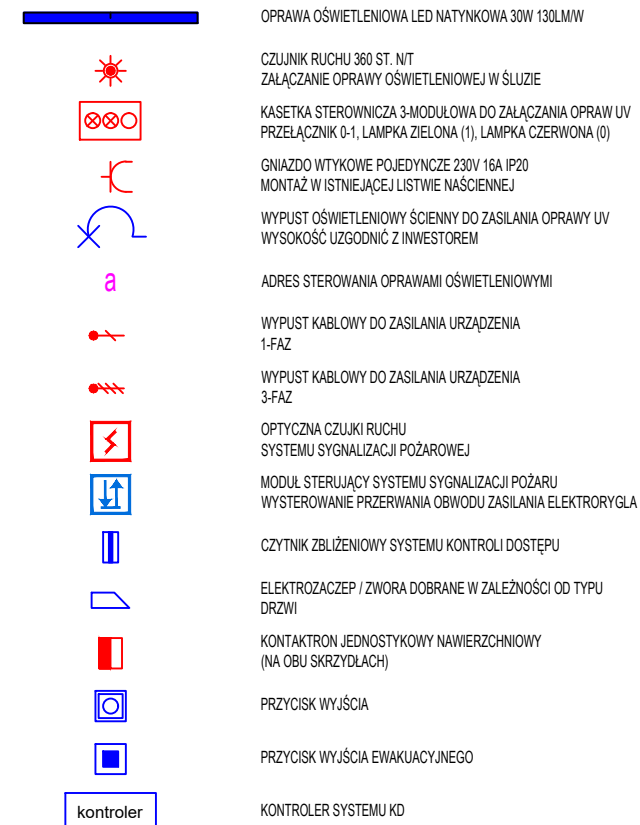 OPRAWA OŚWIETLENIOWA LED NATYNKOWA 30W 130LM/W
CZUJNIK RUCHU 360 ST. N/T
ZAŁĄCZANIE OPRAWY OŚWIETLENIOWEJ W ŚLUZIE
KASETKA STEROWNICZA 3-MODUŁOWA DO ZAŁĄCZANIA OPRAW UV
PRZEŁĄCZNIK 0-1, LAMPKA ZIELONA (1), LAMPKA CZERWONA (0)
GNIAZDO WTYKOWE POJEDYNCZE 230V 16A IP20
MONTAŻ W ISTNIEJĄCEJ LISTWIE NAŚCIENNEJ
WYPUST OŚWIETLENIOWY ŚCIENNY DO ZASILANIA OPRAWY UV
WYSOKOŚĆ UZGODNIĆ Z INWESTOREM
a ADRES STEROWANIA OPRAWAMI OŚWIETLENIOWYMI
WYPUST KABLOWY DO ZASILANIA URZĄDZENIA
1-FAZ
WYPUST KABLOWY DO ZASILANIA URZĄDZENIA
3-FAZ
OPTYCZNA CZUJKI RUCHU
SYSTEMU SYGNALIZACJI POŻAROWEJ
MODUŁ STERUJĄCY SYSTEMU SYGNALIZACJI POŻARU
WYSTEROWANIE PRZERWANIA OBWODU ZASILANIA ELEKTRORYGLA
CZYTNIK ZBLIŻENIOWY SYSTEMU KONTROLI DOSTĘPU
ELEKTROZACZEP / ZWORA DOBRANE W ZALEŻNOŚCI OD TYPU
DRZWI
KONTAKTRON JEDNOSTYKOWY NAWIERZCHNIOWY
(NA OBU SKRZYDŁACH)
PRZYCISK WYJŚCIA
PRZYCISK WYJŚCIA EWAKUACYJNEGO
kontroler KONTROLER SYSTEMU KD